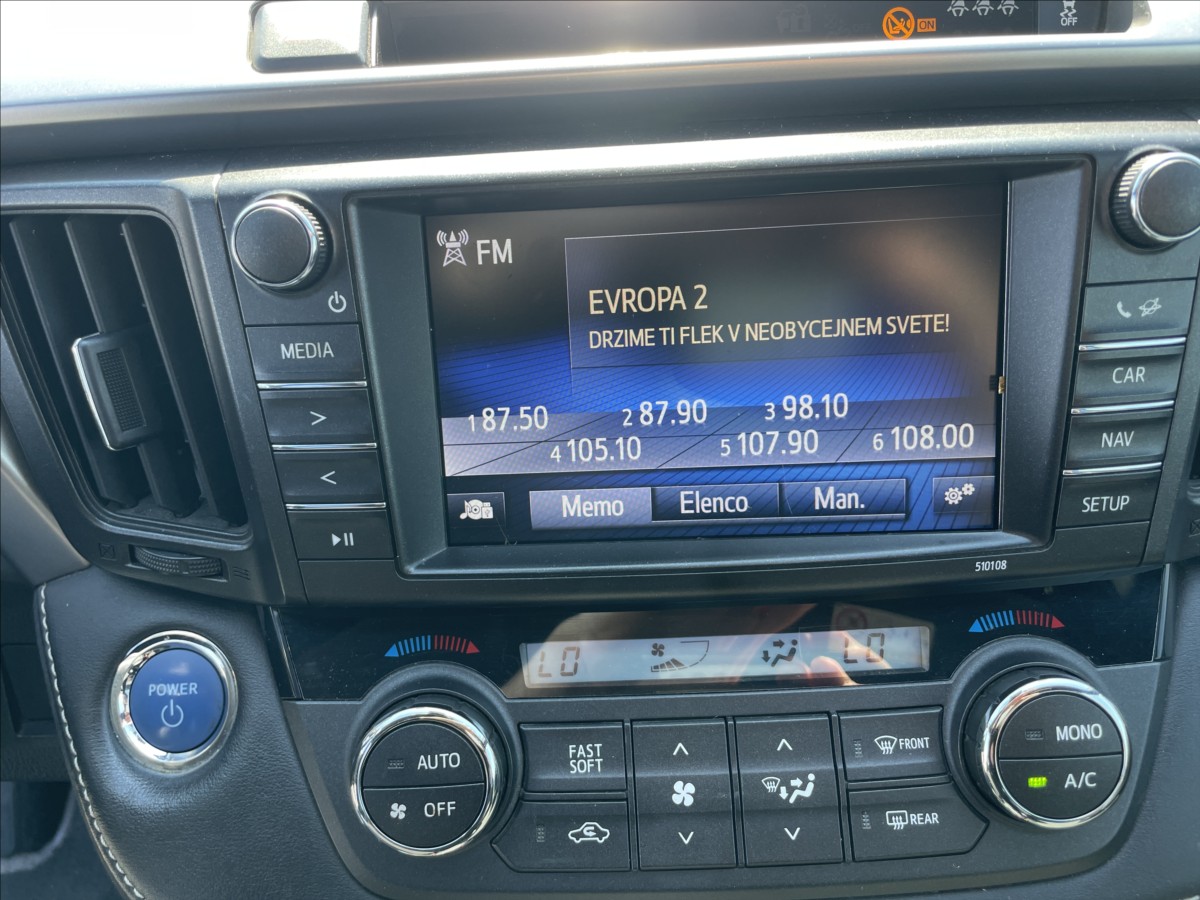 ON
OFF
FM
EVROPA 2
DRZIME TI FLEK V NEOBYCEJNEM SVETE!
1 87.50 2 87.90 3 98.10
4 105.10 5 107.90 6 108.00
Memo Elenco Man.
MEDIA
>
<
CAR
NAV
SETUP
510108
LO LO
POWER
AUTO
OFF
FAST
SOFT
FRONT
REAR
MONO
A/C